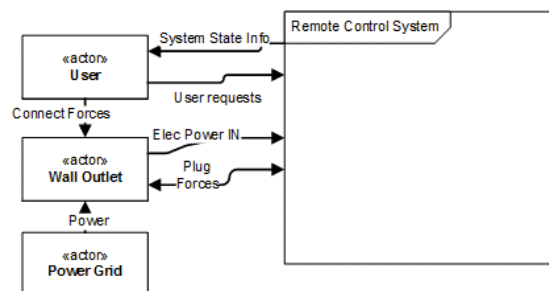 System State Info
Remote Control System
«actor»
User
User requests
Connect Forces
«actor»
Wall Outlet
Elec Power IN
Plug
Forces
Power
«actor»
Power Grid